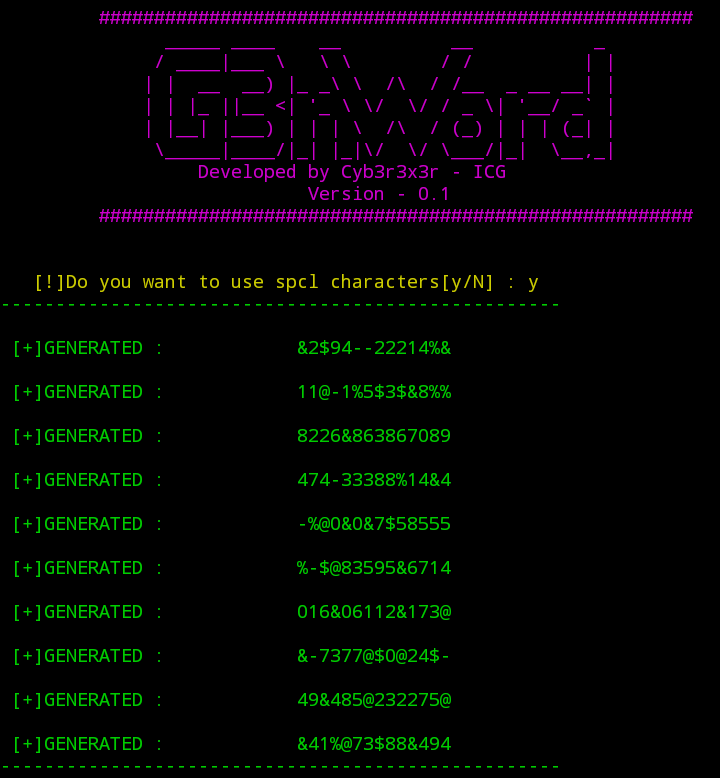 ######################################################
G3nWord
Developed by Cyb3r3x3r - ICG
Version - 0.1
######################################################
[!]Do you want to use spcl characters[y/N] : y
---------------------------------------------------
[+]GENERATED : &2$94--22214%&
[+]GENERATED : 11@-1%5$3$&8%%
[+]GENERATED : 8226&863867089
[+]GENERATED : 474-33388%14&4
[+]GENERATED : -%@0&0&7$58555
[+]GENERATED : %-$@83595&6714
[+]GENERATED : 016&06112&173@
[+]GENERATED : &-7377@$0@24$-
[+]GENERATED : 49&485@232275@
[+]GENERATED : &41%@73$88&494
---------------------------------------------------